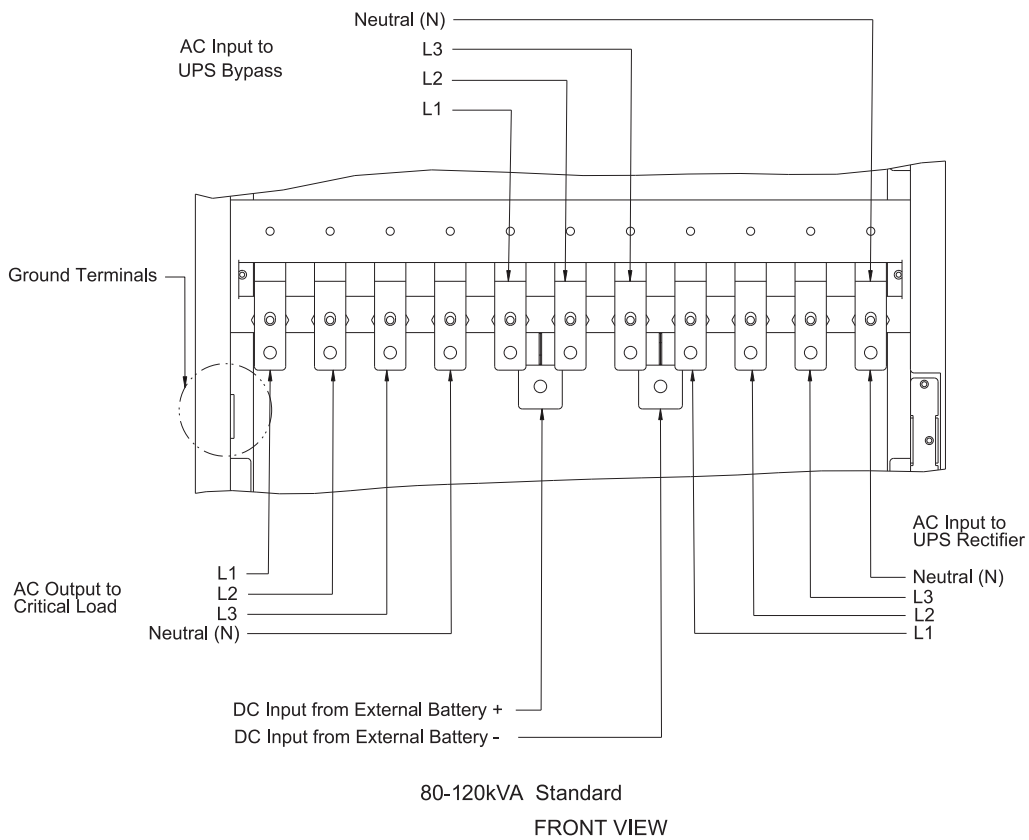 Neutral (N)
AC Input to
UPS Bypass
L3
L2
L1
Ground Terminals
AC Output to
Critical Load
L1
L2
L3
Neutral (N)
AC Input to
UPS Rectifier
Neutral (N)
L3
L2
L1
DC Input from External Battery +
DC Input from External Battery -
80-120kVA Standard
FRONT VIEW